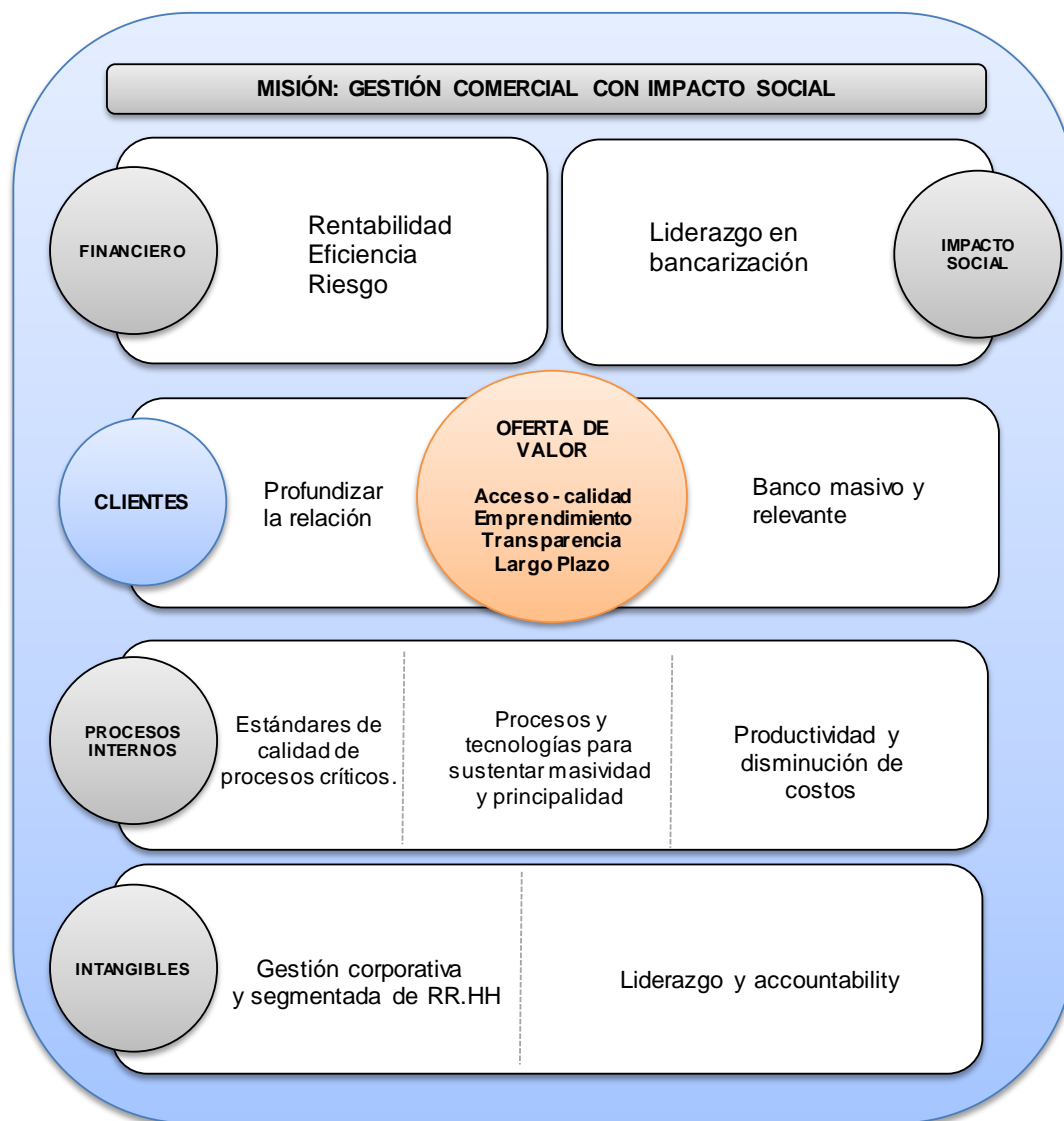 MISIÓN: GESTIÓN COMERCIAL CON IMPACTO SOCIAL
FINANCIERO
Rentabilidad
Eficiencia
Riesgo
Liderazgo en
bancarización
IMPACTO
SOCIAL
CLIENTES
Profundizar
la relación
OFERTA DE
VALOR
Acceso - calidad
Emprendimiento
Transparencia
Largo Plazo
Banco masivo y
relevante
PROCESOS
INTERNOS
Estándares de
calidad de
procesos críticos.
Procesos y
tecnologías para
sustentar masividad
y principalidad
Productividad y
disminución de
costos
INTANGIBLES
Gestión corporativa
y segmentada de RR.HH
Liderazgo y accountability